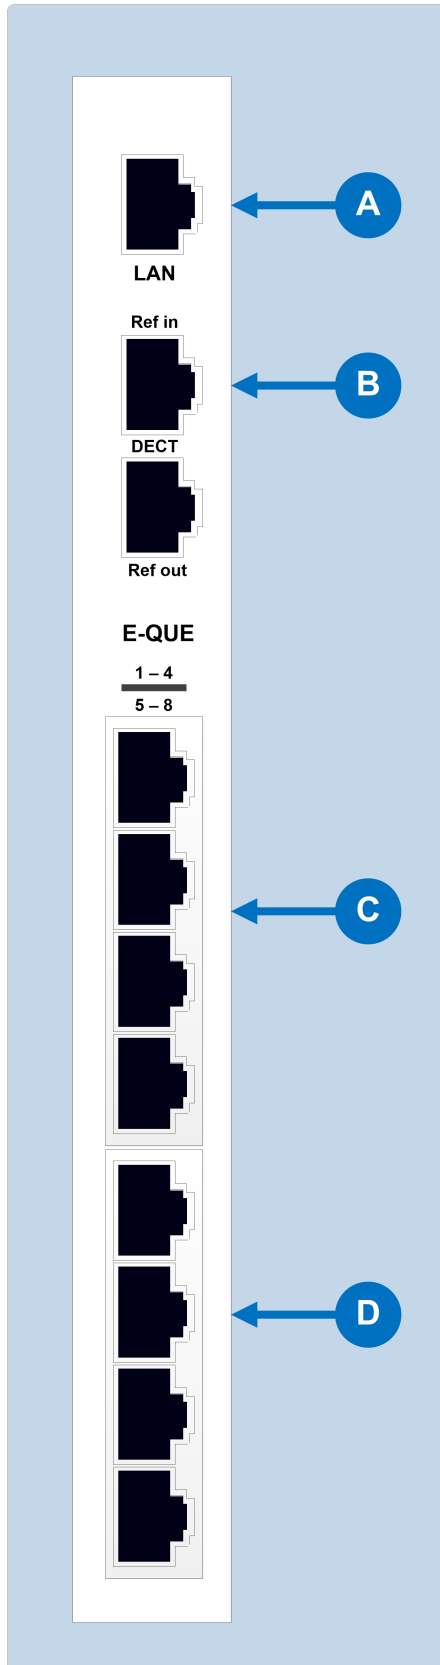 A
LAN
Ref in
B
DECT
Ref out
E-QUE
1 – 4
5 – 8
C
D